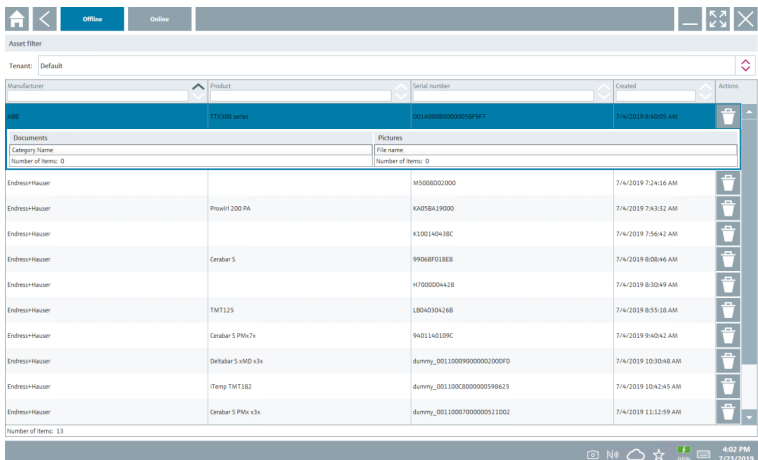 Offline Online
Asset filter
Tenant: Default
Manufacturer Product Serial number Created Actions
ABB TTX300 series 7/4/2019 8:40:05 AM
Documents Pictures
Category Name File name
Number of Items: 0 Number of Items: 0
Endress+Hauser M5008D02000 7/4/2019 7:24:16 AM
Endress+Hauser Prowirl 200 PA KA05BA19000 7/4/2019 7:43:32 AM
Endress+Hauser K10014043BC 7/4/2019 7:56:42 AM
Endress+Hauser Cerabar S 9906BF01BE8 7/4/2019 8:08:46 AM
Endress+Hauser H7000D04428 7/4/2019 8:30:49 AM
Endress+Hauser TMT125 LB04030426B 7/4/2019 8:55:18 AM
Endress+Hauser Cerabar S PMx7x 9401140109C 7/4/2019 9:40:42 AM
Endress+Hauser Deltabar S xMD x3x dummy_00110009000000200DFD 7/4/2019 10:30:48 AM
Endress+Hauser iTemp TMT182 dummy_001100C8000000598625 7/4/2019 10:42:45 AM
Endress+Hauser Cerabar S PMx x3x dummy_00110007000000521D02 7/4/2019 11:12:59 AM
Number of Items: 13
4:02 PM
7/23/2019